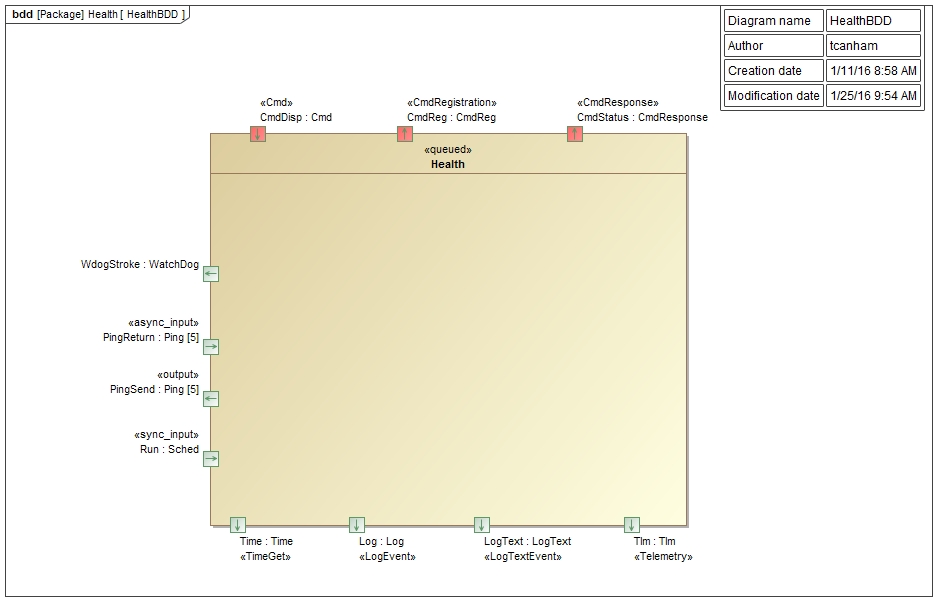 bdd [Package] Health [ HealthBDD ]
Diagram name HealthBDD
Author tcanham
Creation date 1/11/16 8:58 AM
Modification date 1/25/16 9:54 AM
«Cmd» «CmdRegistration» «CmdResponse»
CmdDisp : Cmd CmdReg : CmdReg CmdStatus : CmdResponse
«queued»
Health
WdogStroke : WatchDog
«async_input»
PingReturn : Ping [5]
«output»
PingSend : Ping [5]
«sync_input»
Run : Sched
Time : Time Log : Log LogText : LogText Tlm : Tlm
«TimeGet» «LogEvent» «LogTextEvent» «Telemetry»